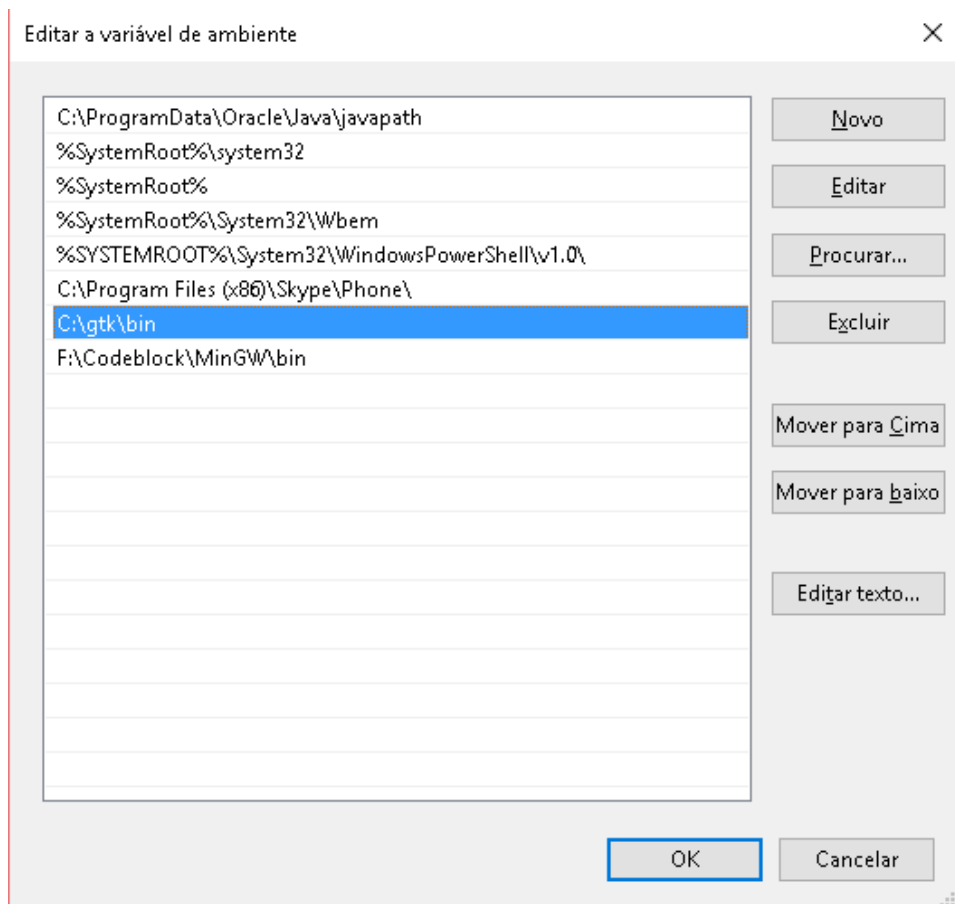 Editar a variável de ambiente
C:\ProgramData\Oracle\Java\javapath
%SystemRoot%\system32
%SystemRoot%
%SystemRoot%\System32\Wbem
%SYSTEMROOT%\System32\WindowsPowerShell\v1.0\
C:\Program Files (x86)\Skype\Phone\
C:\gtk\bin
F:\Codeblock\MinGW\bin
Novo
Editar
Procurar...
Excluir
Mover para Cima
Mover para baixo
Editar texto...
OK
Cancelar